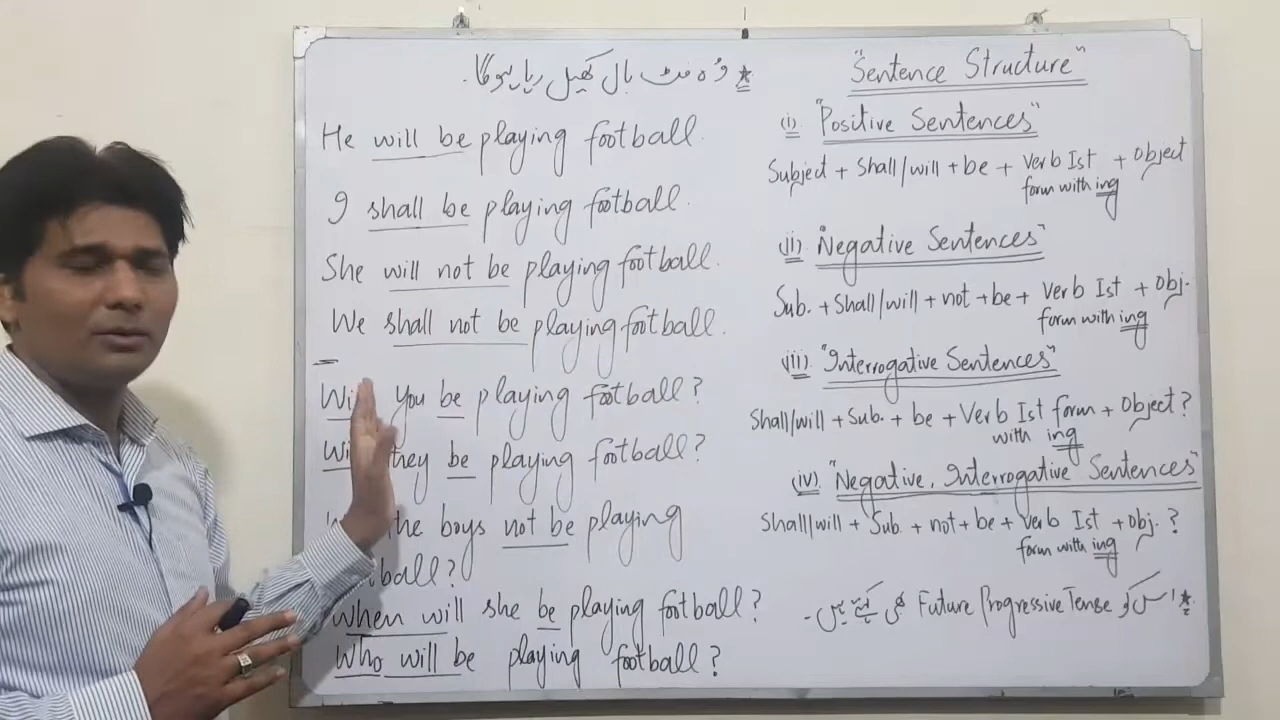 ★ وہ فٹ بال کھیل رہا ہوگا۔
He will be playing football.
I shall be playing football.
She will not be playing football.
We shall not be playing football.
you be playing football?
they be playing football?
the boys not be playing
When will she be playing football?
Who will be playing football?
"Sentence Structure"
(i). "Positive Sentences"
Subject + Shall/will + be + Verb Ist + Object
form with ing
(ii). "Negative Sentences"
Sub. + Shall/will + not + be + Verb Ist + Obj.
form with ing
(iii). "Interrogative Sentences"
Shall/will + Sub. + be + Verb Ist form + Object?
with ing
(iv). "Negative, Interrogative Sentences"
Shall/will + Sub. + not + be + Verb Ist + Obj. ?
form with ing
★ اس کو Future Progressive Tense بھی کہتے ہیں۔